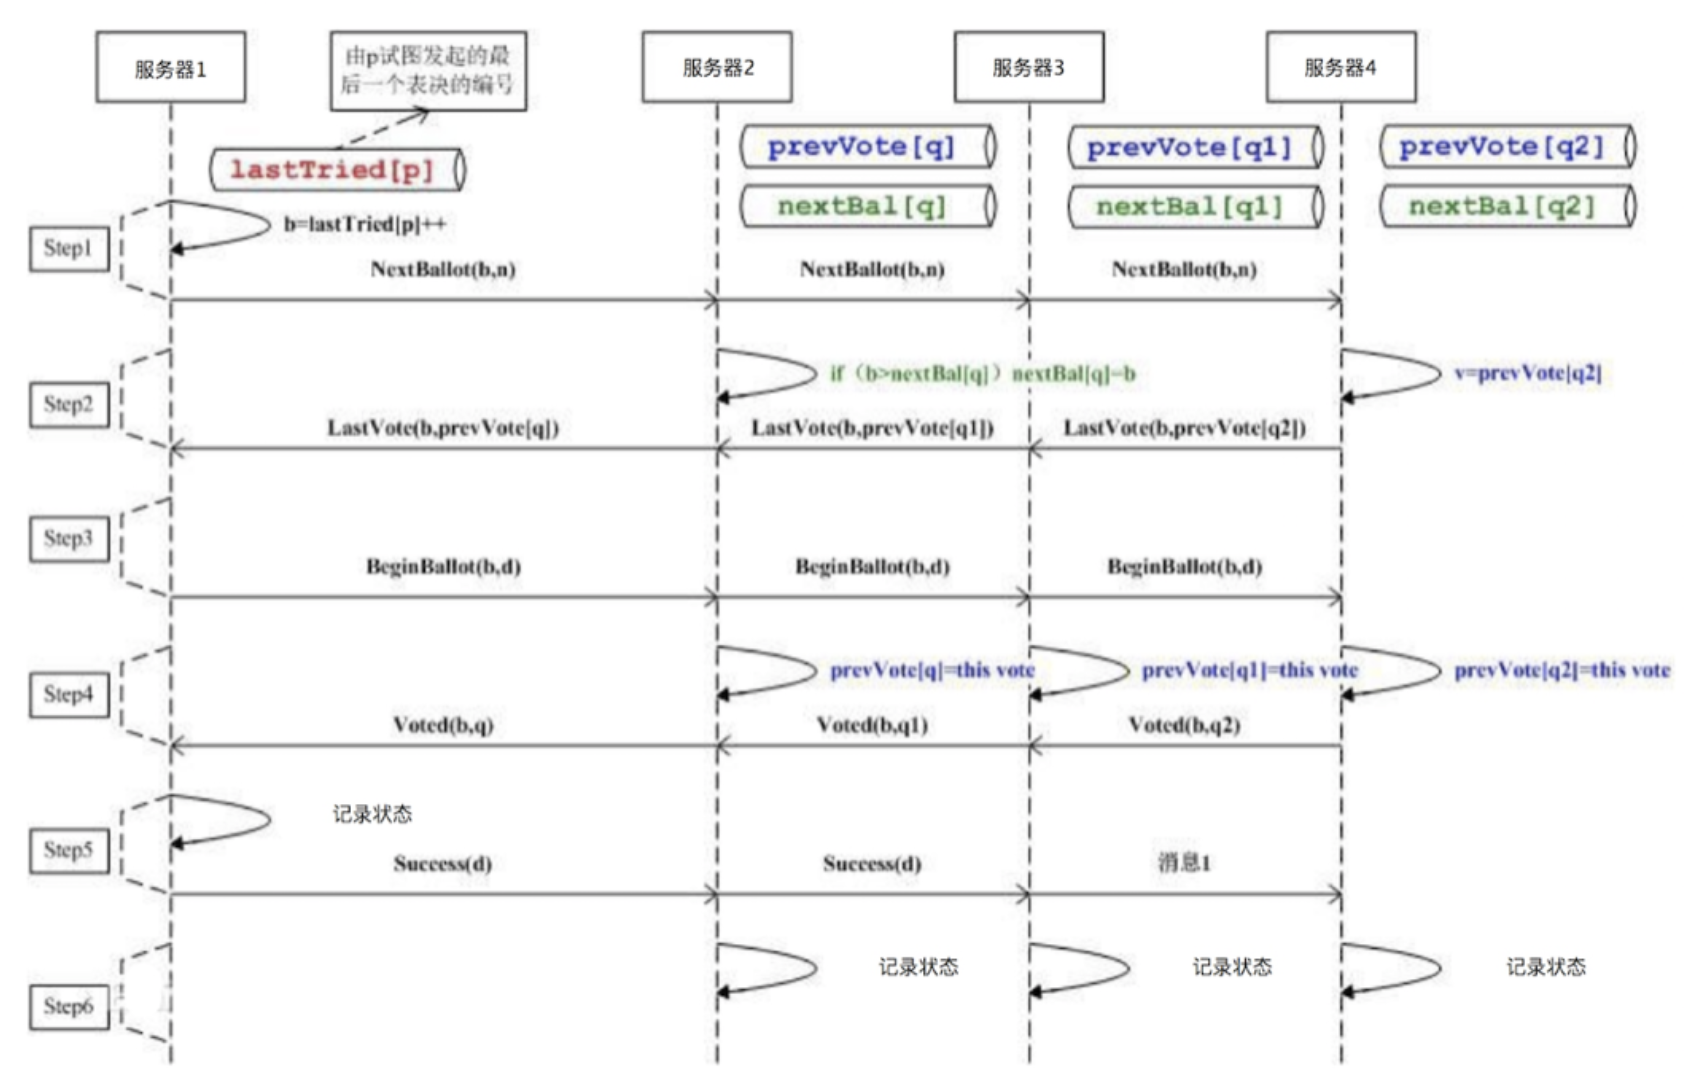 服务器1
由p试图发起的最
后一个表决的编号
服务器2
服务器3
服务器4
lastTried[p]
prevVote[q]
prevVote[q1]
prevVote[q2]
nextBal[q]
nextBal[q1]
nextBal[q2]
Step1
b=lastTried[p]++
NextBallot(b,n)
NextBallot(b,n)
NextBallot(b,n)
Step2
if（b>nextBal[q]）nextBal[q]=b
v=prevVote[q2]
LastVote(b,prevVote[q])
LastVote(b,prevVote[q1])
LastVote(b,prevVote[q2])
Step3
BeginBallot(b,d)
BeginBallot(b,d)
BeginBallot(b,d)
Step4
prevVote[q]=this vote
prevVote[q1]=this vote
prevVote[q2]=this vote
Voted(b,q)
Voted(b,q1)
Voted(b,q2)
Step5
记录状态
Success(d)
Success(d)
消息1
Step6
记录状态
记录状态
记录状态